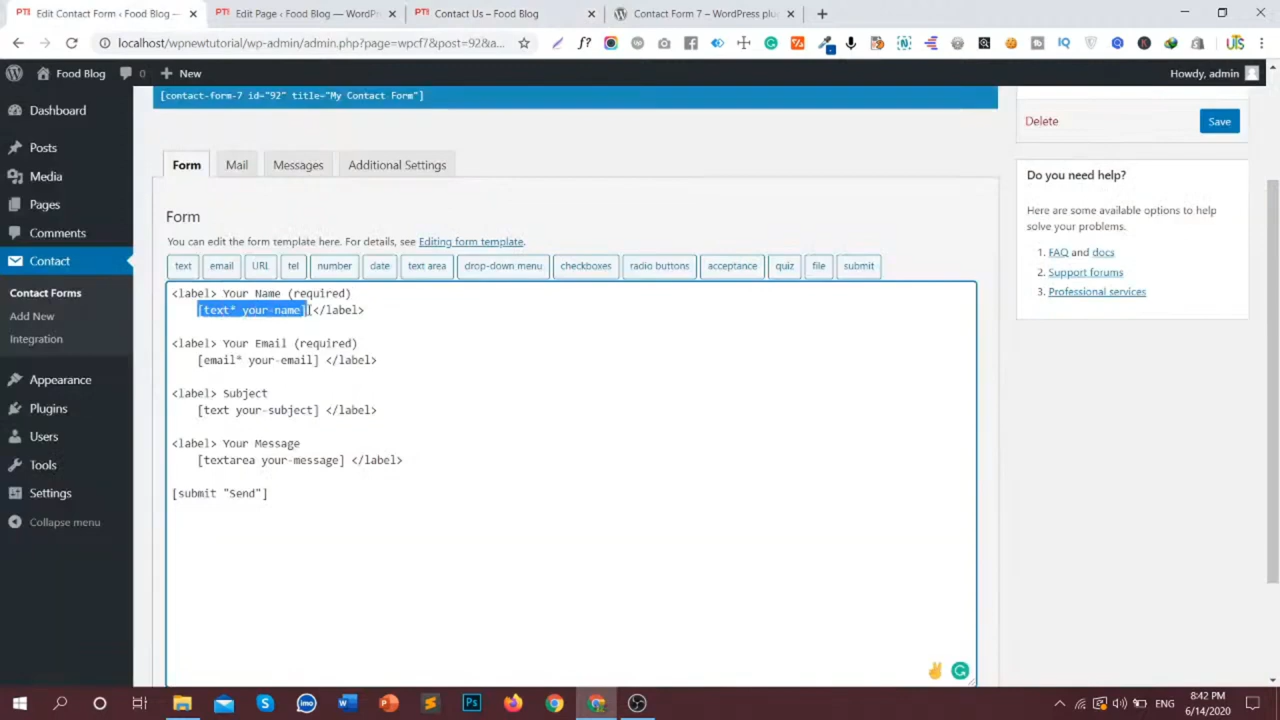 Edit Contact Form ‹ Food Blog —
Edit Page ‹ Food Blog — WordPr
Contact Us – Food Blog
Contact Form 7 – WordPress plu
localhost/wpnewtutorial/wp-admin/admin.php?page=wpcf7&post=92&a...
Food Blog
0
New
Howdy, admin
[contact-form-7 id="92" title="My Contact Form"]
Dashboard
Posts
Media
Pages
Comments
Contact
Contact Forms
Add New
Integration
Appearance
Plugins
Users
Tools
Settings
Collapse menu
Form
Mail
Messages
Additional Settings
Form
You can edit the form template here. For details, see Editing form template.
text
email
URL
tel
number
date
text area
drop-down menu
checkboxes
radio buttons
acceptance
quiz
file
submit
<label> Your Name (required)
[text* your-name] </label>
<label> Your Email (required)
[email* your-email] </label>
<label> Subject
[text your-subject] </label>
<label> Your Message
[textarea your-message] </label>
[submit "Send"]
Delete
Save
Do you need help?
Here are some available options to help
solve your problems.
1. FAQ and docs
2. Support forums
3. Professional services
ENG
8:42 PM
6/14/2020